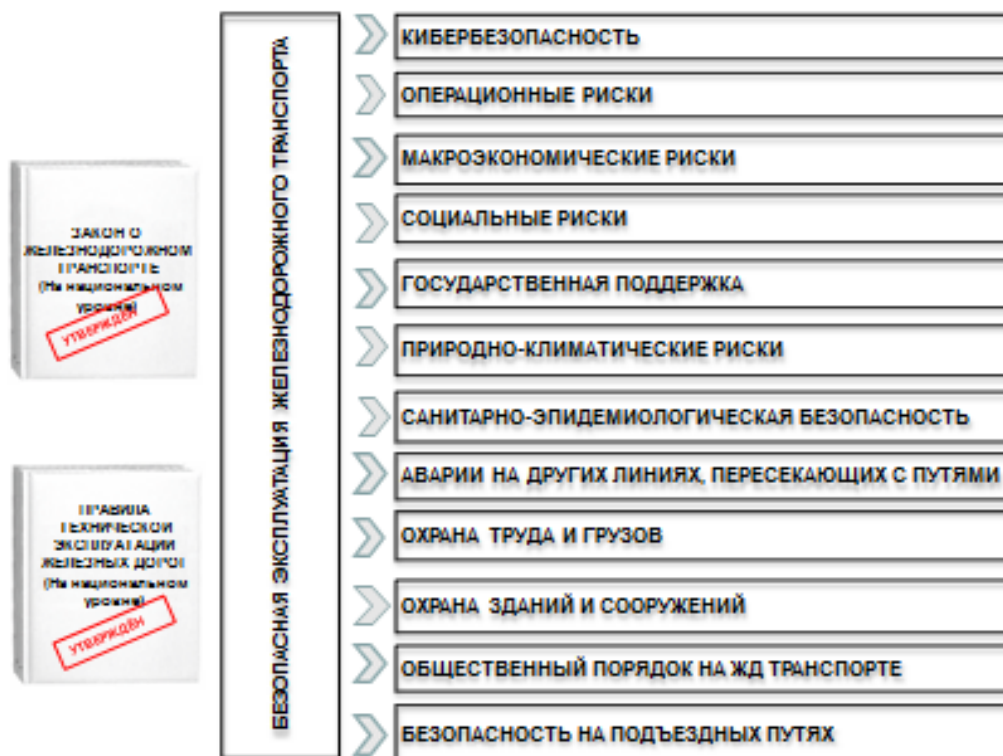 ЗАКОН О
ЖЕЛЕЗНОДОРОЖНОМ
ТРАНСПОРТЕ
(На национальном
уровне)
УТВЕРЖДЁН
ПРАВИЛА
ТЕХНИЧЕСКОЙ
ЭКСПЛУАТАЦИИ
ЖЕЛЕЗНЫХ ДОРОГ
(На национальном
уровне)
УТВЕРЖДЁН
БЕЗОПАСНАЯ ЭКСПЛУАТАЦИЯ ЖЕЛЕЗНОДОРОЖНОГО ТРАНСПОРТА
КИБЕРБЕЗОПАСНОСТЬ
ОПЕРАЦИОННЫЕ РИСКИ
МАКРОЭКОНОМИЧЕСКИЕ РИСКИ
СОЦИАЛЬНЫЕ РИСКИ
ГОСУДАРСТВЕННАЯ ПОДДЕРЖКА
ПРИРОДНО-КЛИМАТИЧЕСКИЕ РИСКИ
САНИТАРНО-ЭПИДЕМИОЛОГИЧЕСКАЯ БЕЗОПАСНОСТЬ
АВАРИИ НА ДРУГИХ ЛИНИЯХ, ПЕРЕСЕКАЮЩИХ С ПУТЯМИ
ОХРАНА ТРУДА И ГРУЗОВ
ОХРАНА ЗДАНИЙ И СООРУЖЕНИЙ
ОБЩЕСТВЕННЫЙ ПОРЯДОК НА ЖД ТРАНСПОРТЕ
БЕЗОПАСНОСТЬ НА ПОДЪЕЗДНЫХ ПУТЯХ